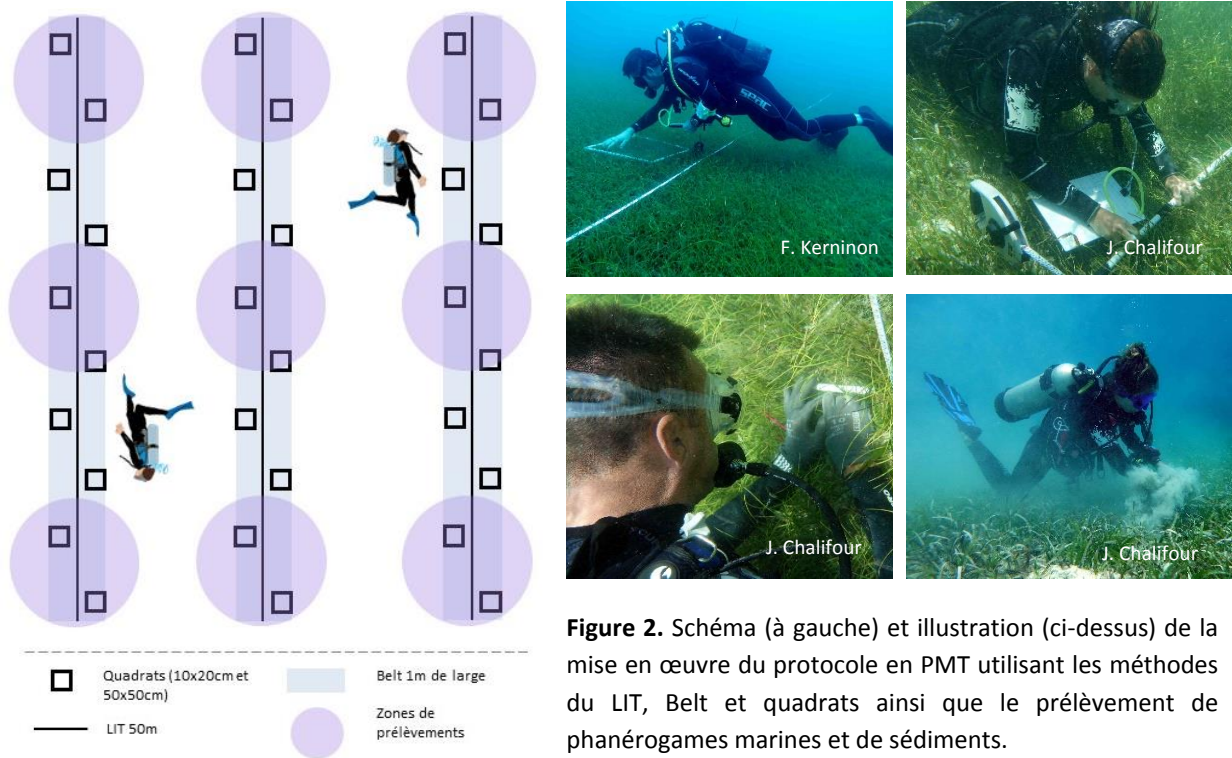 F. Kerninon
J. Chalifour
J. Chalifour
J. Chalifour
Quadrats (10x20cm et
50x50cm)
Belt 1m de large
LIT 50m
Zones de
prélèvements
Figure 2. Schéma (à gauche) et illustration (ci-dessus) de la
mise en œuvre du protocole en PMT utilisant les méthodes
du LIT, Belt et quadrats ainsi que le prélèvement de
phanérogames marines et de sédiments.